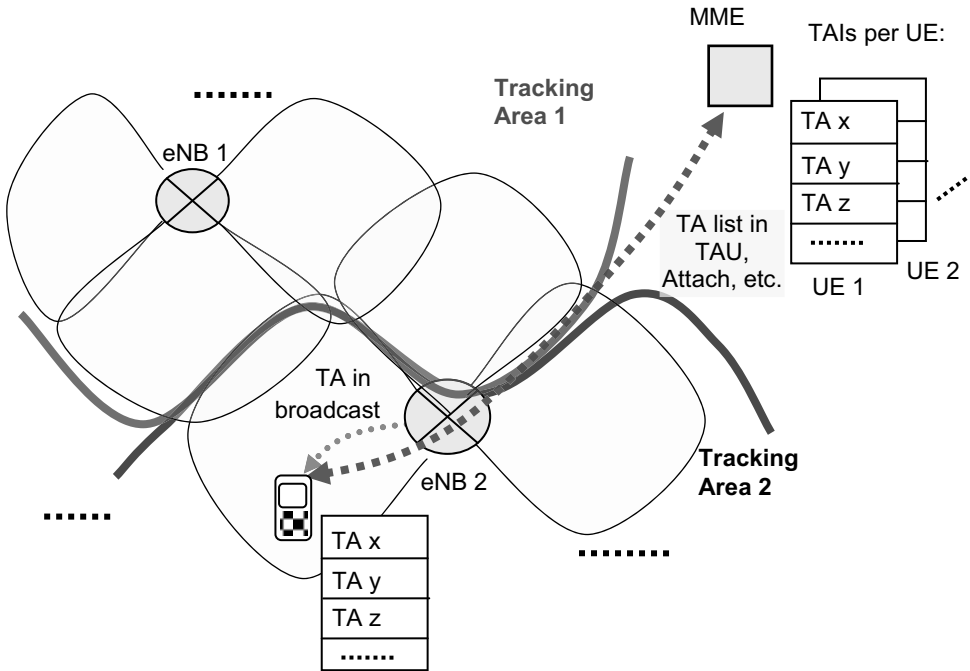 MME
TAIs per UE:
Tracking
Area 1
eNB 1
TA x
TA y
TA z
TA list in
TAU,
Attach, etc.
UE 1
UE 2
TA in
broadcast
eNB 2
Tracking
Area 2
TA x
TA y
TA z